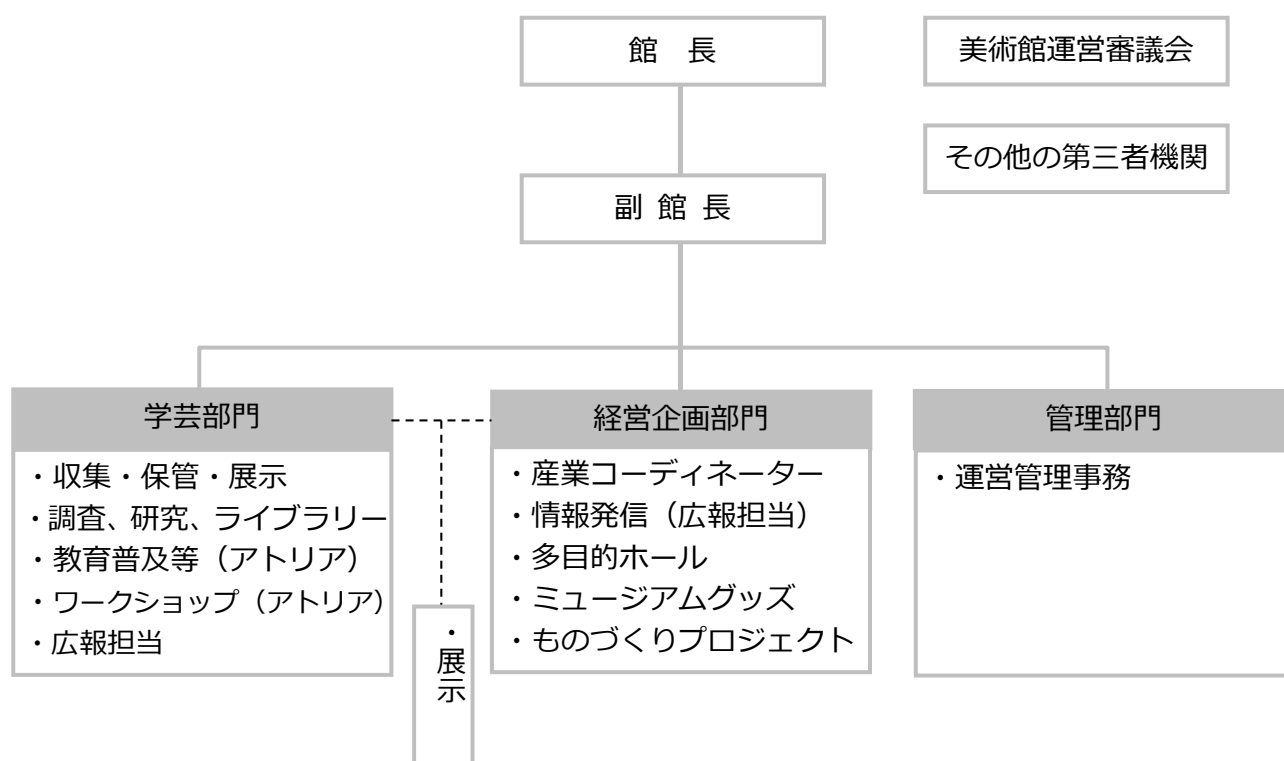 館　長
美術館運営審議会
その他の第三者機関
副 館 長
学芸部門
・収集・保管・展示
・調査、研究、ライブラリー
・教育普及等（アトリア）
・ワークショップ（アトリア）
・広報担当
・展示
経営企画部門
・産業コーディネーター
・情報発信（広報担当）
・多目的ホール
・ミュージアムグッズ
・ものづくりプロジェクト
管理部門
・運営管理事務